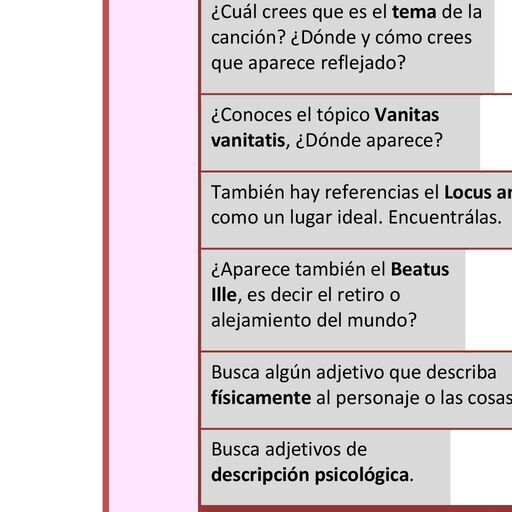 ¿Cuál crees que es el tema de la
canción? ¿Dónde y cómo crees
que aparece reflejado?
¿Conoces el tópico Vanitas
vanitatis, ¿Dónde aparece?
También hay referencias el Locus
como un lugar ideal. Encuentrálas.
¿Aparece también el Beatus
Ille, es decir el retiro o
alejamiento del mundo?
Busca algún adjetivo que describa
físicamente al personaje o las cosas
Busca adjetivos de
descripción psicológica.